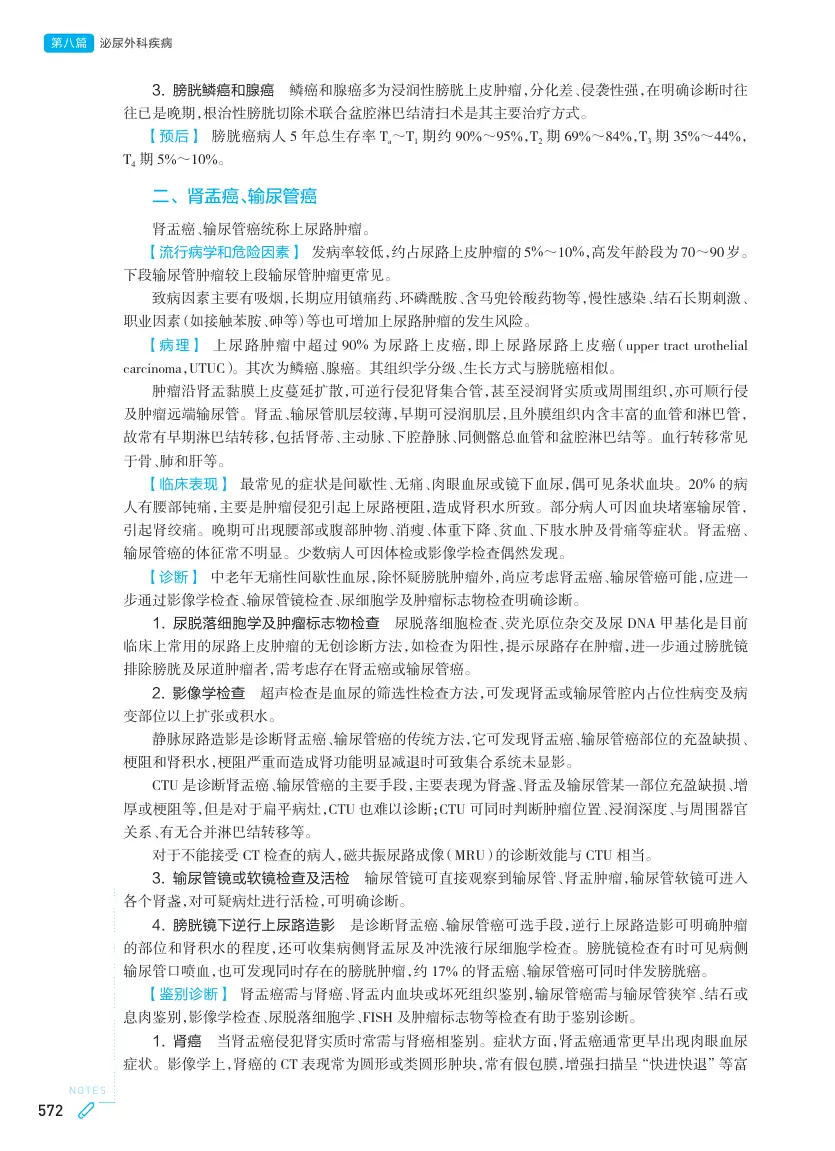 第八篇 泌尿外科疾病
3. 膀胱鳞癌和腺癌 鳞癌和腺癌多为浸润性膀胱上皮肿瘤,分化差、侵袭性强,在明确诊断时往
往已是晚期,根治性膀胱切除术联合盆腔淋巴结清扫术是其主要治疗方式。
【预后】 膀胱癌病人 5 年总生存率 Ta～T1 期约 90%～95%,T2 期 69%～84%,T3 期 35%～44%,
T4 期 5%～10%。
二、肾盂癌、输尿管癌
肾盂癌、输尿管癌统称上尿路肿瘤。
【流行病学和危险因素】 发病率较低,约占尿路上皮肿瘤的 5%～10%,高发年龄段为 70～90 岁。
下段输尿管肿瘤较上段输尿管肿瘤更常见。
致病因素主要有吸烟,长期应用镇痛药、环磷酰胺、含马兜铃酸药物等,慢性感染、结石长期刺激、
职业因素(如接触苯胺、砷等)等也可增加上尿路肿瘤的发生风险。
【病理】 上尿路肿瘤中超过 90% 为尿路上皮癌,即上尿路尿路上皮癌(upper tract urothelial
carcinoma,UTUC)。其次为鳞癌、腺癌。其组织学分级、生长方式与膀胱癌相似。
肿瘤沿肾盂黏膜上皮蔓延扩散,可逆行侵犯肾集合管,甚至浸润肾实质或周围组织,亦可顺行侵
及肿瘤远端输尿管。肾盂、输尿管肌层较薄,早期可浸润肌层,且外膜组织内含丰富的血管和淋巴管,
故常有早期淋巴结转移,包括肾蒂、主动脉、下腔静脉、同侧髂总血管和盆腔淋巴结等。血行转移常见
于骨、肺和肝等。
【临床表现】 最常见的症状是间歇性、无痛、肉眼血尿或镜下血尿,偶可见条状血块。20% 的病
人有腰部钝痛,主要是肿瘤侵犯引起上尿路梗阻,造成肾积水所致。部分病人可因血块堵塞输尿管,
引起肾绞痛。晚期可出现腰部或腹部肿物、消瘦、体重下降、贫血、下肢水肿及骨痛等症状。肾盂癌、
输尿管癌的体征常不明显。少数病人可因体检或影像学检查偶然发现。
【诊断】 中老年无痛性间歇性血尿,除怀疑膀胱肿瘤外,尚应考虑肾盂癌、输尿管癌可能,应进一
步通过影像学检查、输尿管镜检查、尿细胞学及肿瘤标志物检查明确诊断。
1. 尿脱落细胞学及肿瘤标志物检查 尿脱落细胞检查、荧光原位杂交及尿 DNA 甲基化是目前
临床上常用的尿路上皮肿瘤的无创诊断方法,如检查为阳性,提示尿路存在肿瘤,进一步通过膀胱镜
排除膀胱及尿道肿瘤者,需考虑存在肾盂癌或输尿管癌。
2. 影像学检查 超声检查是血尿的筛选性检查方法,可发现肾盂或输尿管腔内占位性病变及病
变部位以上扩张或积水。
静脉尿路造影是诊断肾盂癌、输尿管癌的传统方法,它可发现肾盂癌、输尿管癌部位的充盈缺损、
梗阻和肾积水,梗阻严重而造成肾功能明显减退时可致集合系统未显影。
CTU 是诊断肾盂癌、输尿管癌的主要手段,主要表现为肾盏、肾盂及输尿管某一部位充盈缺损、增
厚或梗阻等,但是对于扁平病灶,CTU 也难以诊断;CTU 可同时判断肿瘤位置、浸润深度、与周围器官
关系、有无合并淋巴结转移等。
对于不能接受 CT 检查的病人,磁共振尿路成像(MRU)的诊断效能与 CTU 相当。
3. 输尿管镜或软镜检查及活检 输尿管镜可直接观察到输尿管、肾盂肿瘤,输尿管软镜可进入
各个肾盏,对可疑病灶进行活检,可明确诊断。
4. 膀胱镜下逆行上尿路造影 是诊断肾盂癌、输尿管癌可选手段,逆行上尿路造影可明确肿瘤
的部位和肾积水的程度,还可收集病侧肾盂尿及冲洗液行尿细胞学检查。膀胱镜检查有时可见病侧
输尿管口喷血,也可发现同时存在的膀胱肿瘤,约 17% 的肾盂癌、输尿管癌可同时伴发膀胱癌。
【鉴别诊断】 肾盂癌需与肾癌、肾盂内血块或坏死组织鉴别,输尿管癌需与输尿管狭窄、结石或
息肉鉴别,影像学检查、尿脱落细胞学、FISH 及肿瘤标志物等检查有助于鉴别诊断。
1. 肾癌 当肾盂癌侵犯肾实质时常需与肾癌相鉴别。症状方面,肾盂癌通常更早出现肉眼血尿
症状。影像学上,肾癌的 CT 表现常为圆形或类圆形肿块,常有假包膜,增强扫描呈“快进快退”等富
NOTES
572